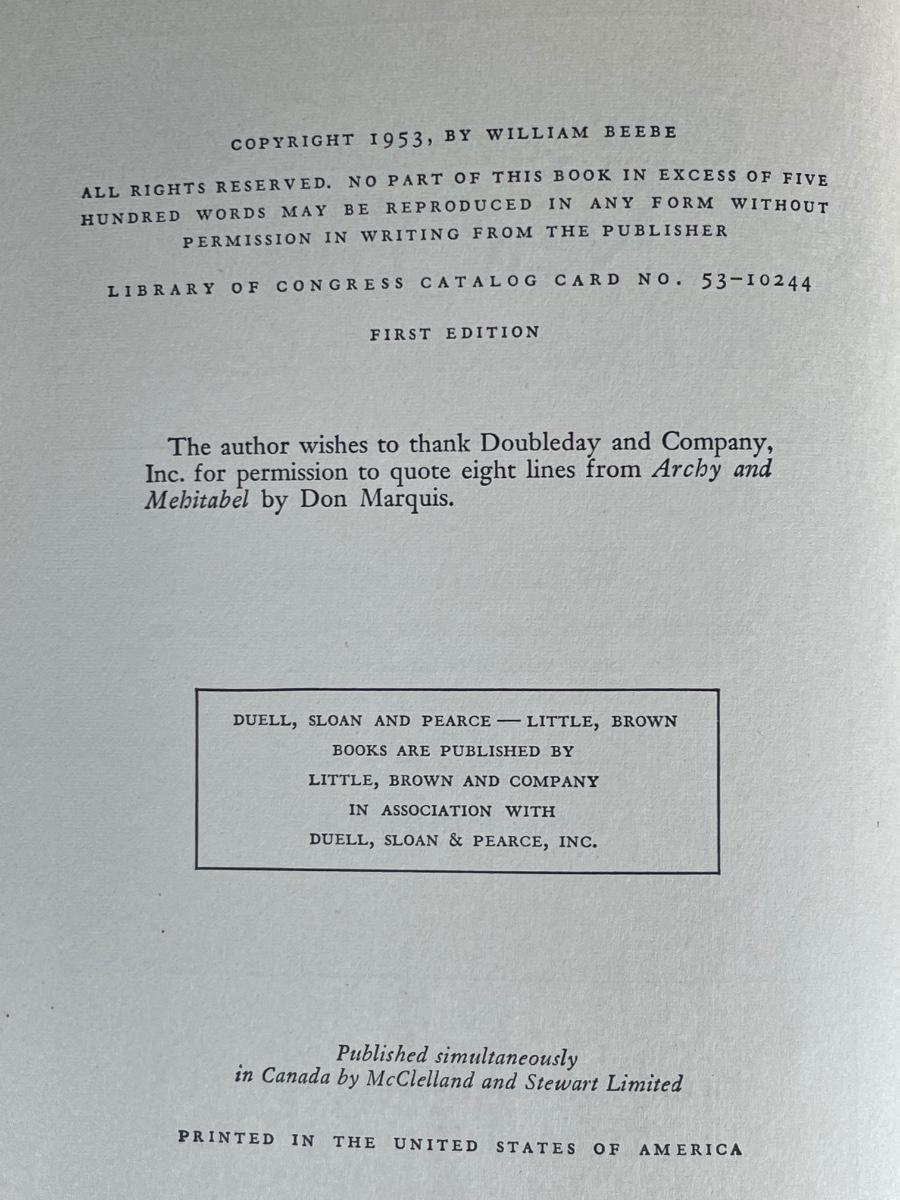 COPYRIGHT 1953, BY WILLIAM BEEBE
ALL RIGHTS RESERVED. NO PART OF THIS BOOK IN EXCESS OF FIVE
HUNDRED WORDS MAY BE REPRODUCED IN ANY FORM WITHOUT
PERMISSION IN WRITING FROM THE PUBLISHER
LIBRARY OF CONGRESS CATALOG CARD NO. 53-10244
FIRST EDITION
The author wishes to thank Doubleday and Company,
Inc. for permission to quote eight lines from Archy and
Mehitabel by Don Marquis.
DUELL, SLOAN AND PEARCE — LITTLE, BROWN
BOOKS ARE PUBLISHED BY
LITTLE, BROWN AND COMPANY
IN ASSOCIATION WITH
DUELL, SLOAN & PEARCE, INC.
Published simultaneously
in Canada by McClelland and Stewart Limited
PRINTED IN THE UNITED STATES OF AMERICA